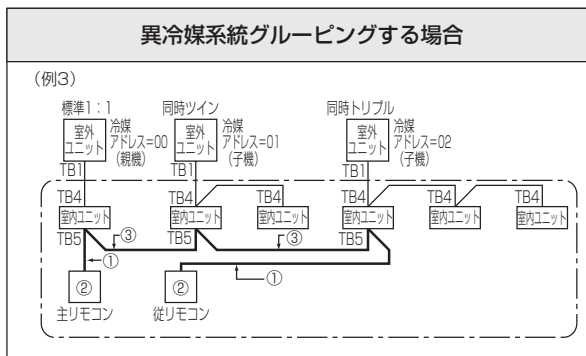 異冷媒系統グルーピングする場合
(例3)
標準1:1
同時ツイン
同時トリプル
室外
ユニット
冷媒
アドレス=00
(親機)
室外
ユニット
冷媒
アドレス=01
(子機)
室外
ユニット
冷媒
アドレス=02
(子機)
TB1
TB1
TB1
TB4
TB4
TB4
TB4
TB4
TB4
室内ユニット
室内ユニット
室内ユニット
室内ユニット
室内ユニット
室内ユニット
TB5
③
TB5
③
TB5
①
①
②
②
主リモコン
従リモコン